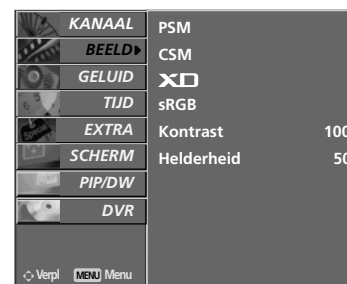 KANAAL
BEELD
GELUID
TIJD
EXTRA
SCHERM
PIP/DW
DVR
Verpl MENU Menu
PSM
CSM
XD
sRGB
Kontrast 100
Helderheid 50